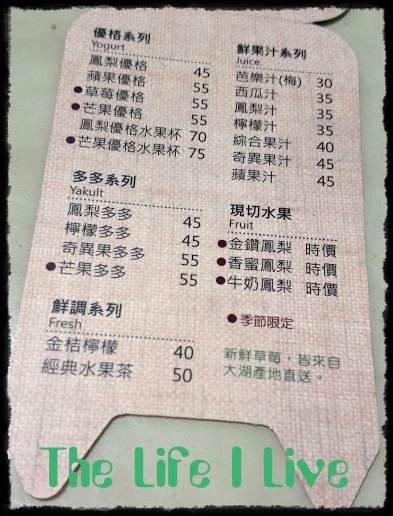 優格系列
Yogurt
鳳梨優格 45
蘋果優格 55
●草莓優格 55
●芒果優格 55
鳳梨優格水果杯 70
●芒果優格水果杯 75
多多系列
Yakult
鳳梨多多 45
檸檬多多 45
奇異果多多 55
●芒果多多 55
鮮調系列
Fresh
金桔檸檬 40
經典水果茶 50
鮮果汁系列
Juice
芭樂汁(梅) 30
西瓜汁 35
鳳梨汁 35
檸檬汁 35
綜合果汁 40
奇異果汁 45
蘋果汁 45
現切水果
Fruit
●金鑽鳳梨 時價
●香蜜鳳梨 時價
●牛奶鳳梨 時價
●季節限定
新鮮草莓，皆來自
大湖產地直送。
The Life I Live